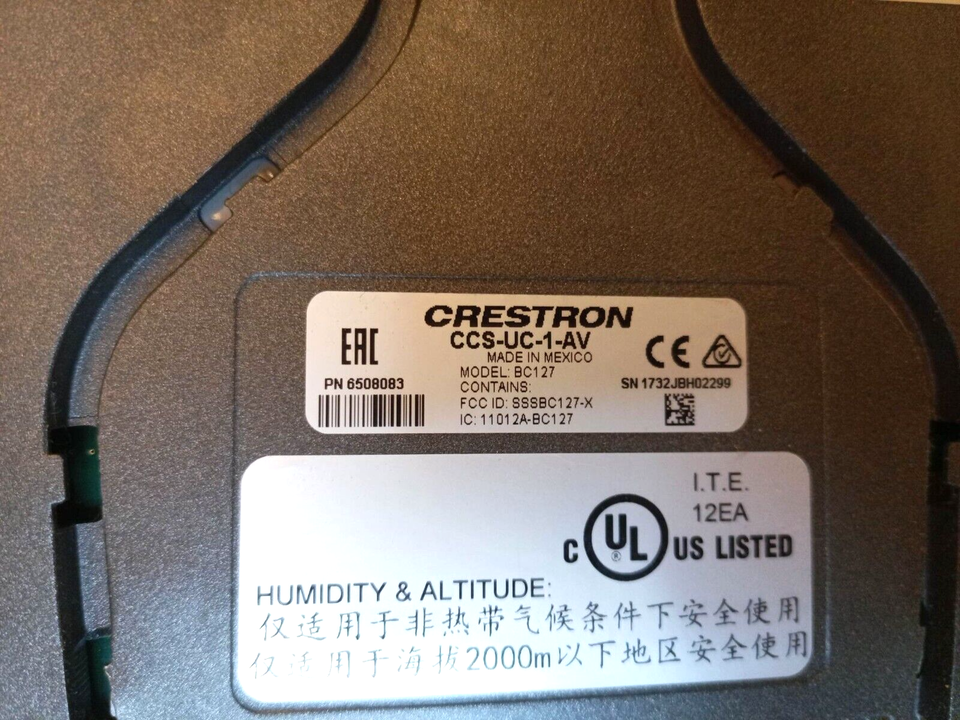 CRESTRON
EAC
CCS-UC-1-AV
CE
MADE IN MEXICO
MODEL: BC127
PN 6508083
CONTAINS:
SN 1732JBH02299
FCC ID: SSSBC127-X
IC: 11012A-BC127
I.T.E.
12EA
C UL ® US LISTED
HUMIDITY & ALTITUDE:
仅适用于非热带气候条件下安全使用
仅适用于海拔2000m以下地区安全使用